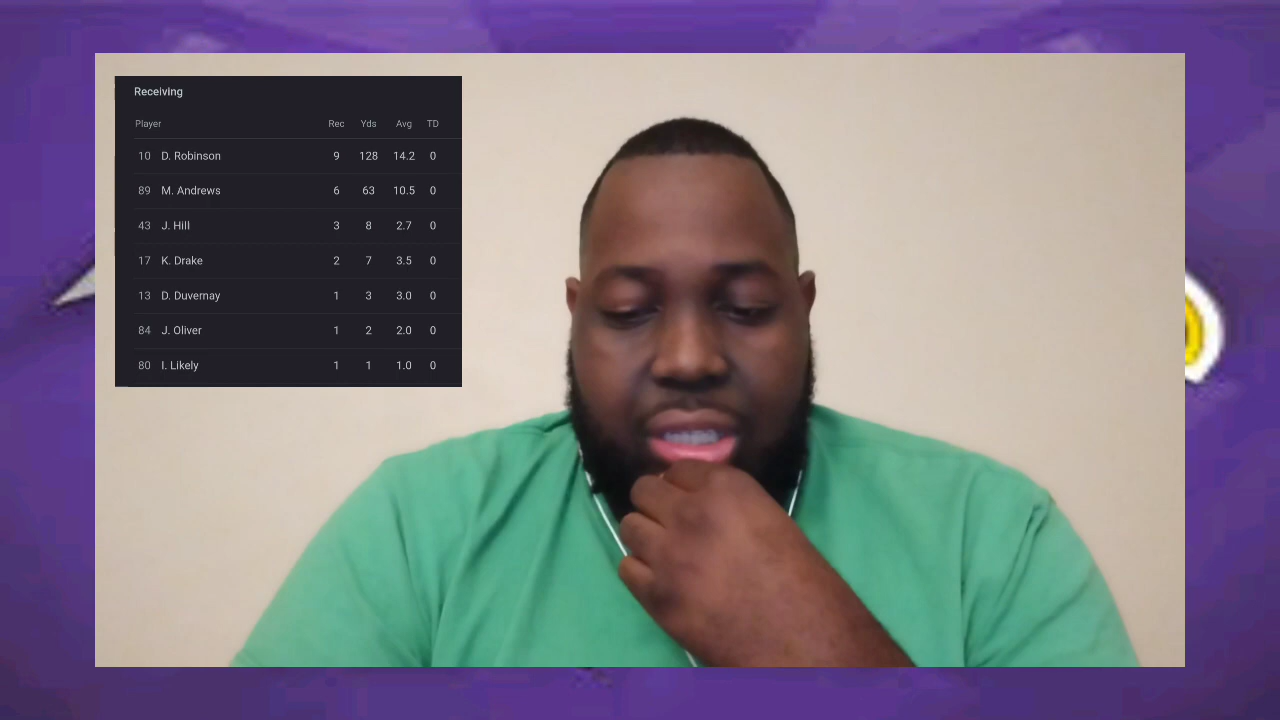 Receiving
Player Rec Yds Avg TD
10 D. Robinson 9 128 14.2 0
89 M. Andrews 6 63 10.5 0
43 J. Hill 3 8 2.7 0
17 K. Drake 2 7 3.5 0
13 D. Duvernay 1 3 3.0 0
84 J. Oliver 1 2 2.0 0
80 I. Likely 1 1 1.0 0